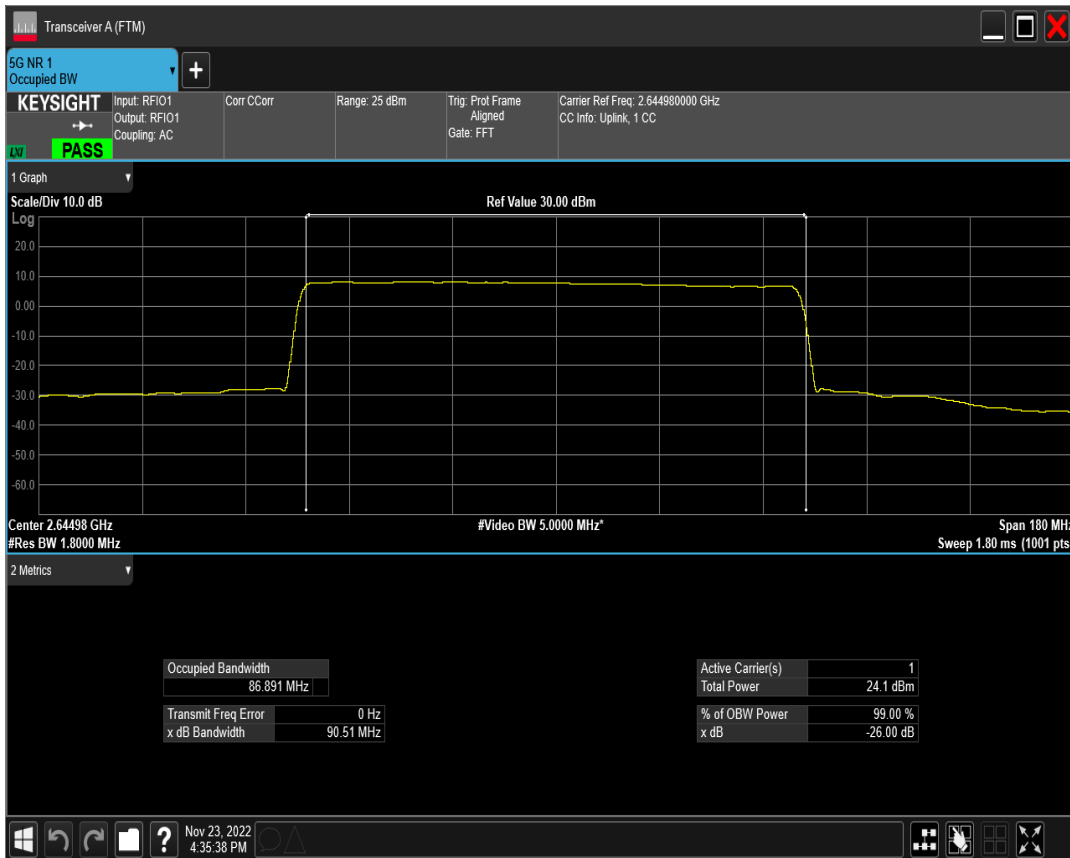 Transceiver A (FTM)
5G NR 1
Occupied BW
+
KEYSIGHT
LXI
PASS
Input: RFIO1
Output: RFIO1
Coupling: AC
Corr CCorr
Range: 25 dBm
Trig: Prot Frame
Aligned
Gate: FFT
Carrier Ref Freq: 2.644980000 GHz
CC Info: Uplink, 1 CC
1 Graph
Scale/Div 10.0 dB
Ref Value 30.00 dBm
Log
20.0
10.0
0.00
-10.0
-20.0
-30.0
-40.0
-50.0
-60.0
Center 2.64498 GHz
#Video BW 5.0000 MHz*
Span 180 MHz
#Res BW 1.8000 MHz
Sweep 1.80 ms (1001 pts
2 Metrics
Occupied Bandwidth
86.891 MHz
Transmit Freq Error 0 Hz
x dB Bandwidth 90.51 MHz
Active Carrier(s) 1
Total Power 24.1 dBm
% of OBW Power 99.00 %
x dB -26.00 dB
?
Nov 23, 2022
4:35:38 PM